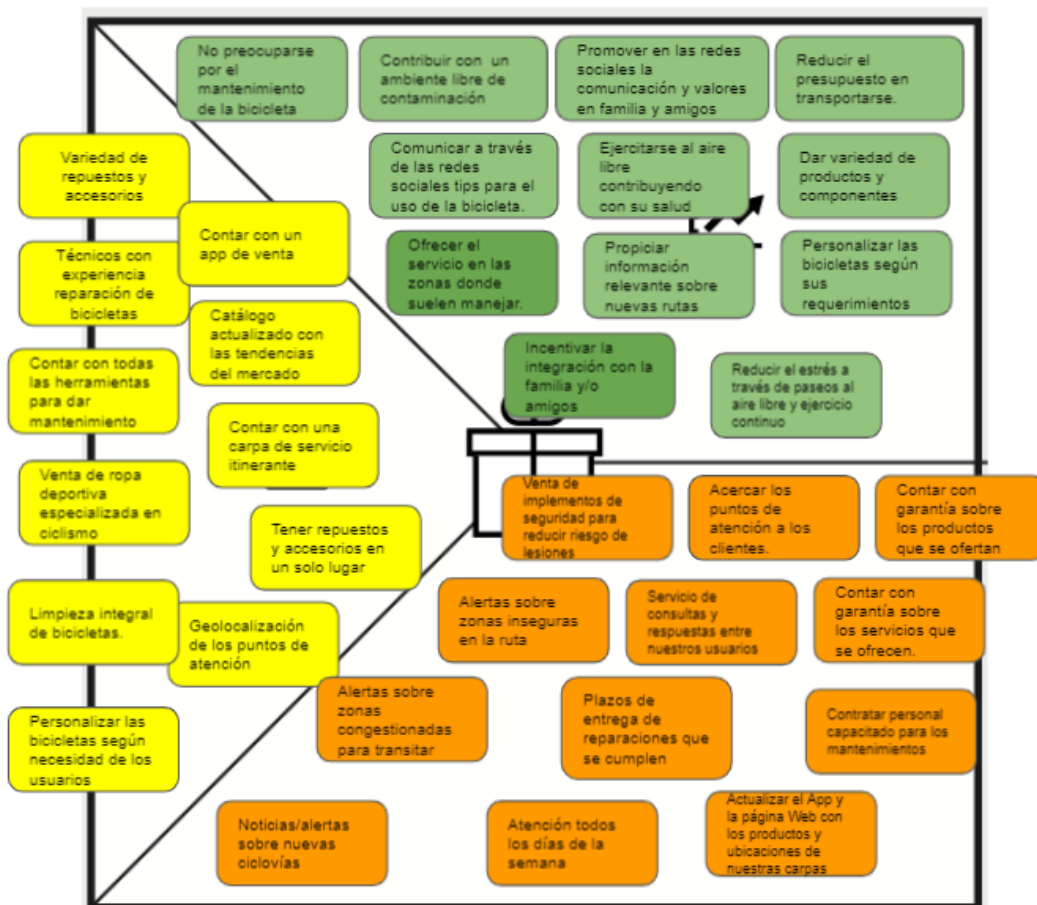 No preocuparse
por el
mantenimiento
de la bicicleta
Contribuir con un
ambiente libre de
contaminación
Promover en las redes
sociales la
comunicación y valores
en familia y amigos
Reducir el
presupuesto en
transportarse.
Comunicar a través
de las redes
sociales tips para el
uso de la bicicleta.
Ejercitarse al aire
libre
contribuyendo
con su salud
Dar variedad de
productos y
componentes
Ofrecer el
servicio en las
zonas donde
suelen manejar.
Propiciar
información
relevante sobre
nuevas rutas
Personalizar las
bicicletas según
sus
requerimientos
Incentivar la
integración con la
familia y/o
amigos
Reducir el estrés a
través de paseos al
aire libre y ejercicio
continuo
Variedad de
repuestos y
accesorios
Contar con un
app de venta
Técnicos con
experiencia
reparación de
bicicletas
Catálogo
actualizado con
las tendencias
del mercado
Contar con todas
las herramientas
para dar
mantenimiento
Contar con una
carpa de servicio
itinerante
Venta de ropa
deportiva
especializada en
ciclismo
Tener repuestos
y accesorios en
un solo lugar
Limpieza integral
de bicicletas.
Geolocalización
de los puntos de
atención
Personalizar las
bicicletas según
necesidad de los
usuarios
Venta de
implementos de
seguridad para
reducir riesgo de
lesiones
Acercar los
puntos de
atención a los
clientes.
Contar con
garantía sobre
los productos
que se ofertan
Alertas sobre
zonas inseguras
en la ruta
Servicio de
consultas y
respuestas entre
nuestros usuarios
Contar con
garantía sobre
los servicios que
se ofrecen.
Alertas sobre
zonas
congestionadas
para transitar
Plazos de
entrega de
reparaciones que
se cumplen
Contratar personal
capacitado para los
mantenimientos
Noticias/alertas
sobre nuevas
ciclovías
Atención todos
los días de la
semana
Actualizar el App y
la página Web con
los productos y
ubicaciones de
nuestras carpas